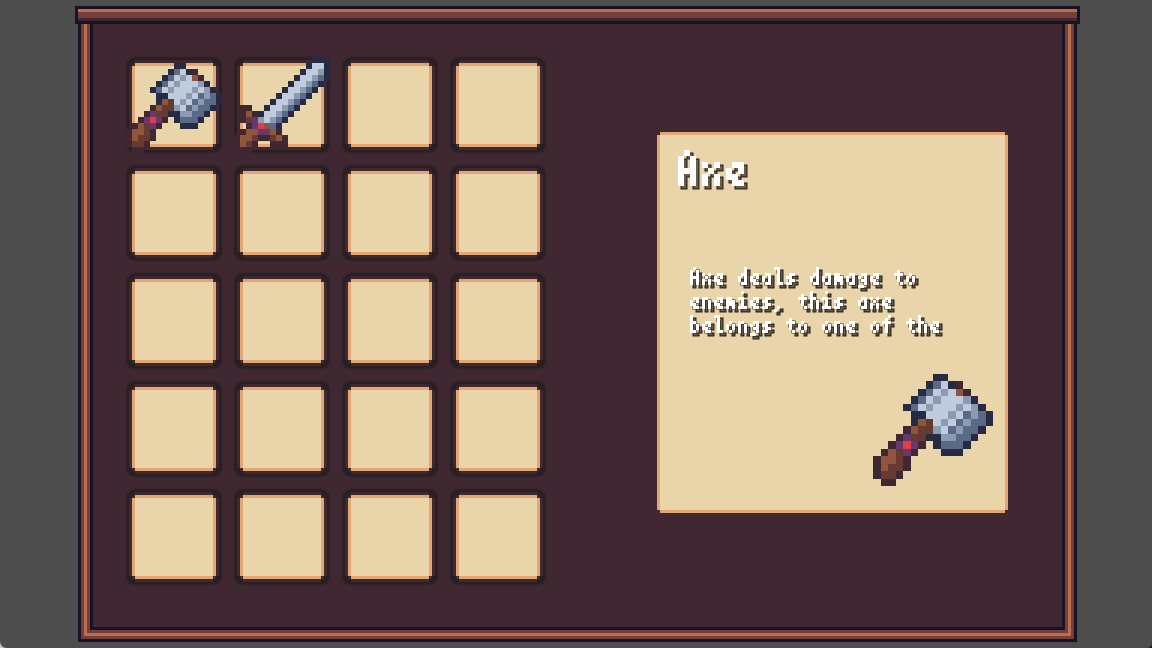 Axe
Axe deals damage to
enemies, this axe
belongs to one of the